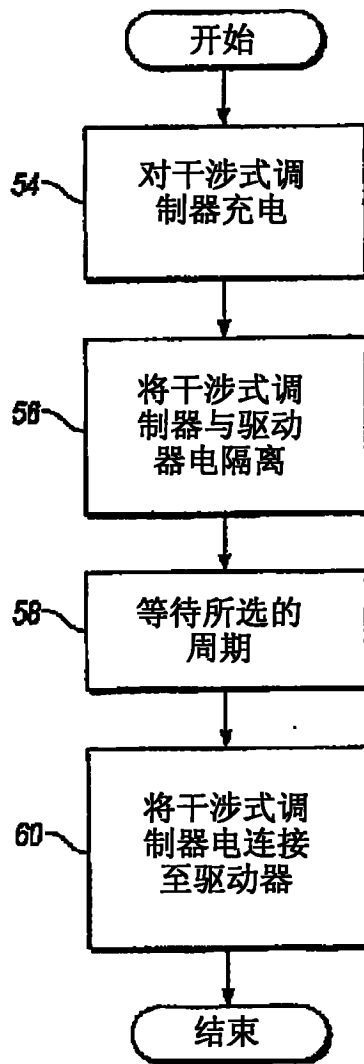 开始
54
对干涉式调
制器充电
56
将干涉式调
制器与驱动
器电隔离
58
等待所选的
周期
60
将干涉式调
制器电连接
至驱动器
结束